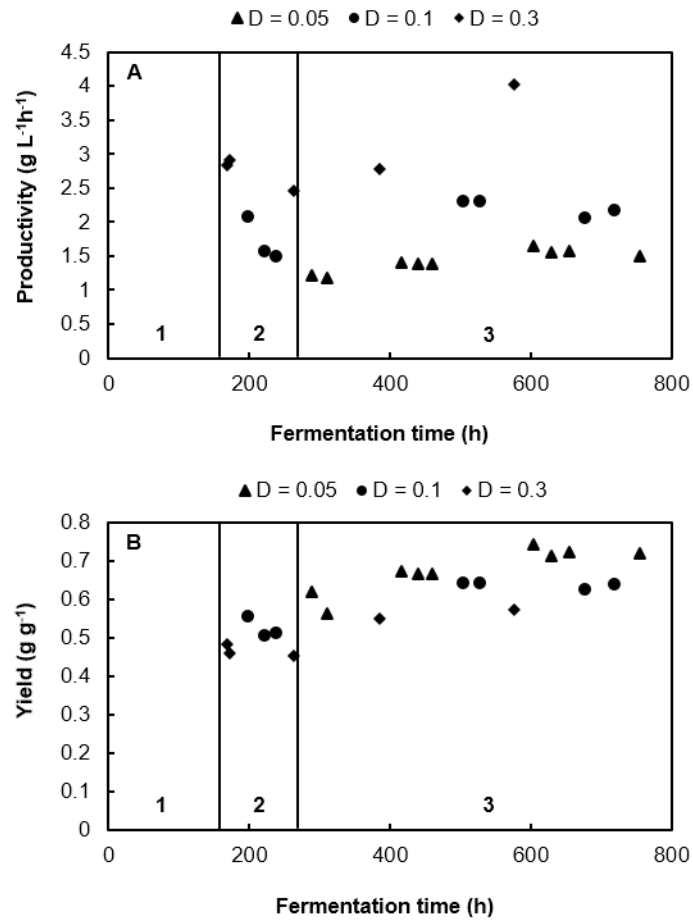 ▲ D = 0.05 ● D = 0.1 ◆ D = 0.3
A
Productivity (g L⁻¹h⁻¹)
4.5
4
3.5
3
2.5
2
1.5
1
0.5
0
1 2 3
0 200 400 600 800
Fermentation time (h)
▲ D = 0.05 ● D = 0.1 ◆ D = 0.3
B
Yield (g g⁻¹)
0.8
0.7
0.6
0.5
0.4
0.3
0.2
0.1
0
1 2 3
0 200 400 600 800
Fermentation time (h)